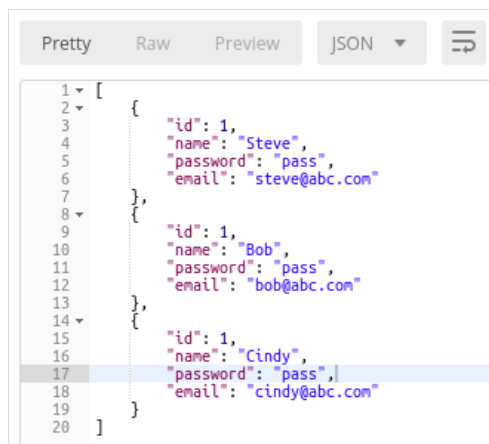 Pretty Raw Preview JSON
1 [
2 {
3 "id": 1,
4 "name": "Steve",
5 "password": "pass",
6 "email": "steve@abc.com"
7 },
8 {
9 "id": 1,
10 "name": "Bob",
11 "password": "pass",
12 "email": "bob@abc.com"
13 },
14 {
15 "id": 1,
16 "name": "Cindy",
17 "password": "pass",
18 "email": "cindy@abc.com"
19 }
20 ]